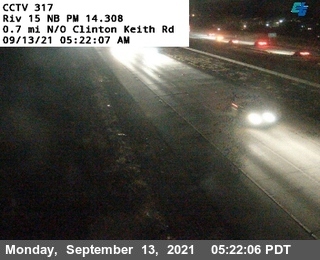 CCTV 317
Riv 15 NB PM 14.308
0.7 mi N/O Clinton Keith Rd
09/13/21 05:22:07 AM
Monday, September 13, 2021 05:22:06 PDT